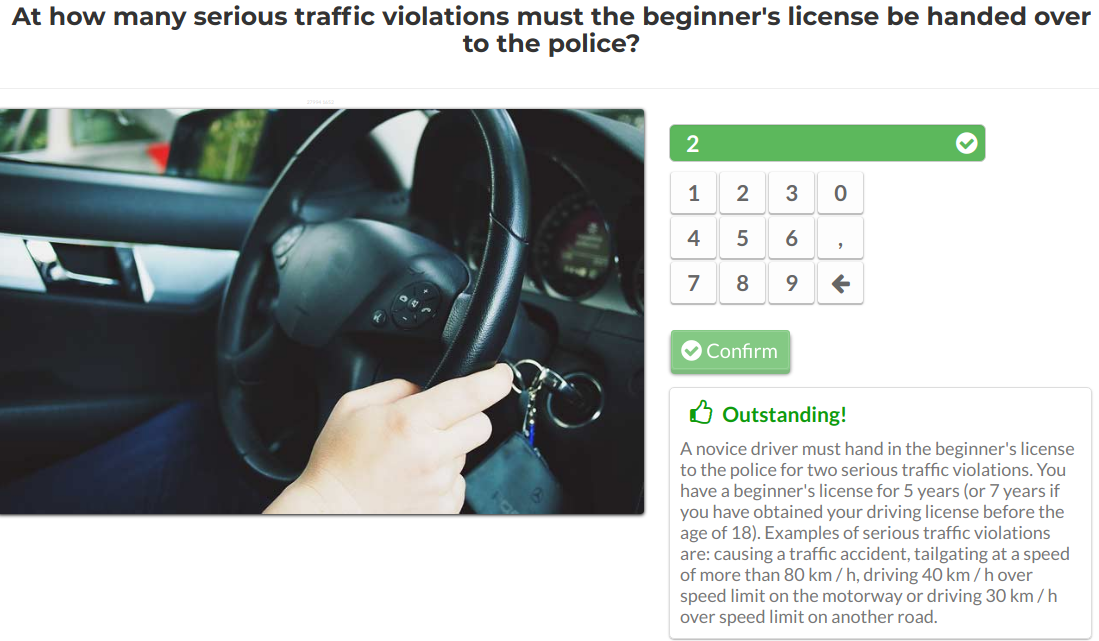 At how many serious traffic violations must the beginner's license be handed over
to the police?
2
1 2 3 0
4 5 6 ,
7 8 9
Confirm
Outstanding!
A novice driver must hand in the beginner's license
to the police for two serious traffic violations. You
have a beginner's license for 5 years (or 7 years if
you have obtained your driving license before the
age of 18). Examples of serious traffic violations
are: causing a traffic accident, tailgating at a speed
of more than 80 km / h, driving 40 km / h over
speed limit on the motorway or driving 30 km / h
over speed limit on another road.